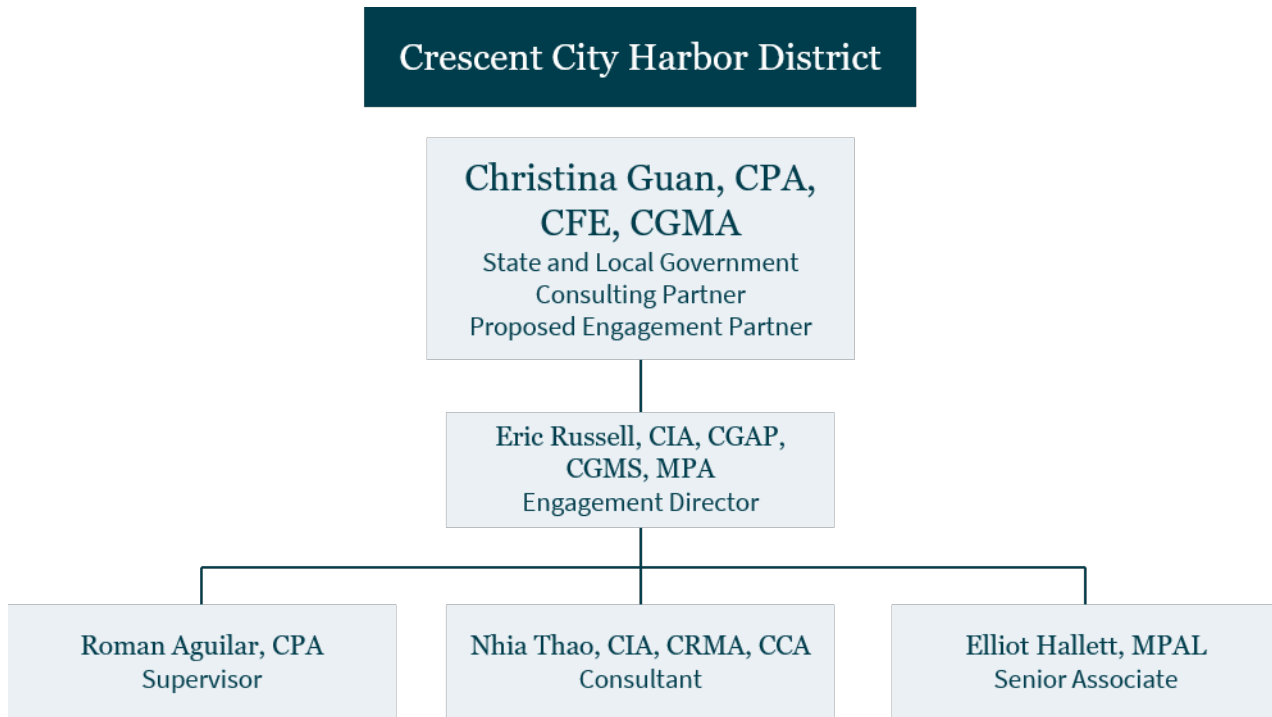 Crescent City Harbor District
Christina Guan, CPA,
CFE, CGMA
State and Local Government
Consulting Partner
Proposed Engagement Partner
Eric Russell, CIA, CGAP,
CGMS, MPA
Engagement Director
Roman Aguilar, CPA
Supervisor
Nhia Thao, CIA, CRMA, CCA
Consultant
Elliot Hallett, MPAL
Senior Associate